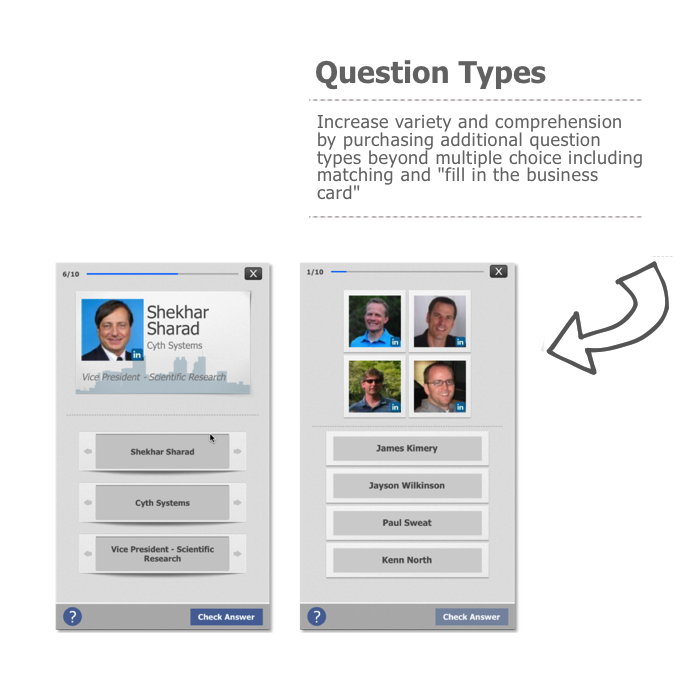 Question Types
Increase variety and comprehension
by purchasing additional question
types beyond multiple choice including
matching and "fill in the business
card"
6/10
X
Shekhar
Sharad
Cyth Systems
in
Vice President - Scientific Research
Shekhar Sharad
Cyth Systems
Vice President - Scientific
Research
?
Check Answer
1/10
X
in
in
in
in
James Kimery
Jayson Wilkinson
Paul Sweat
Kenn North
?
Check Answer